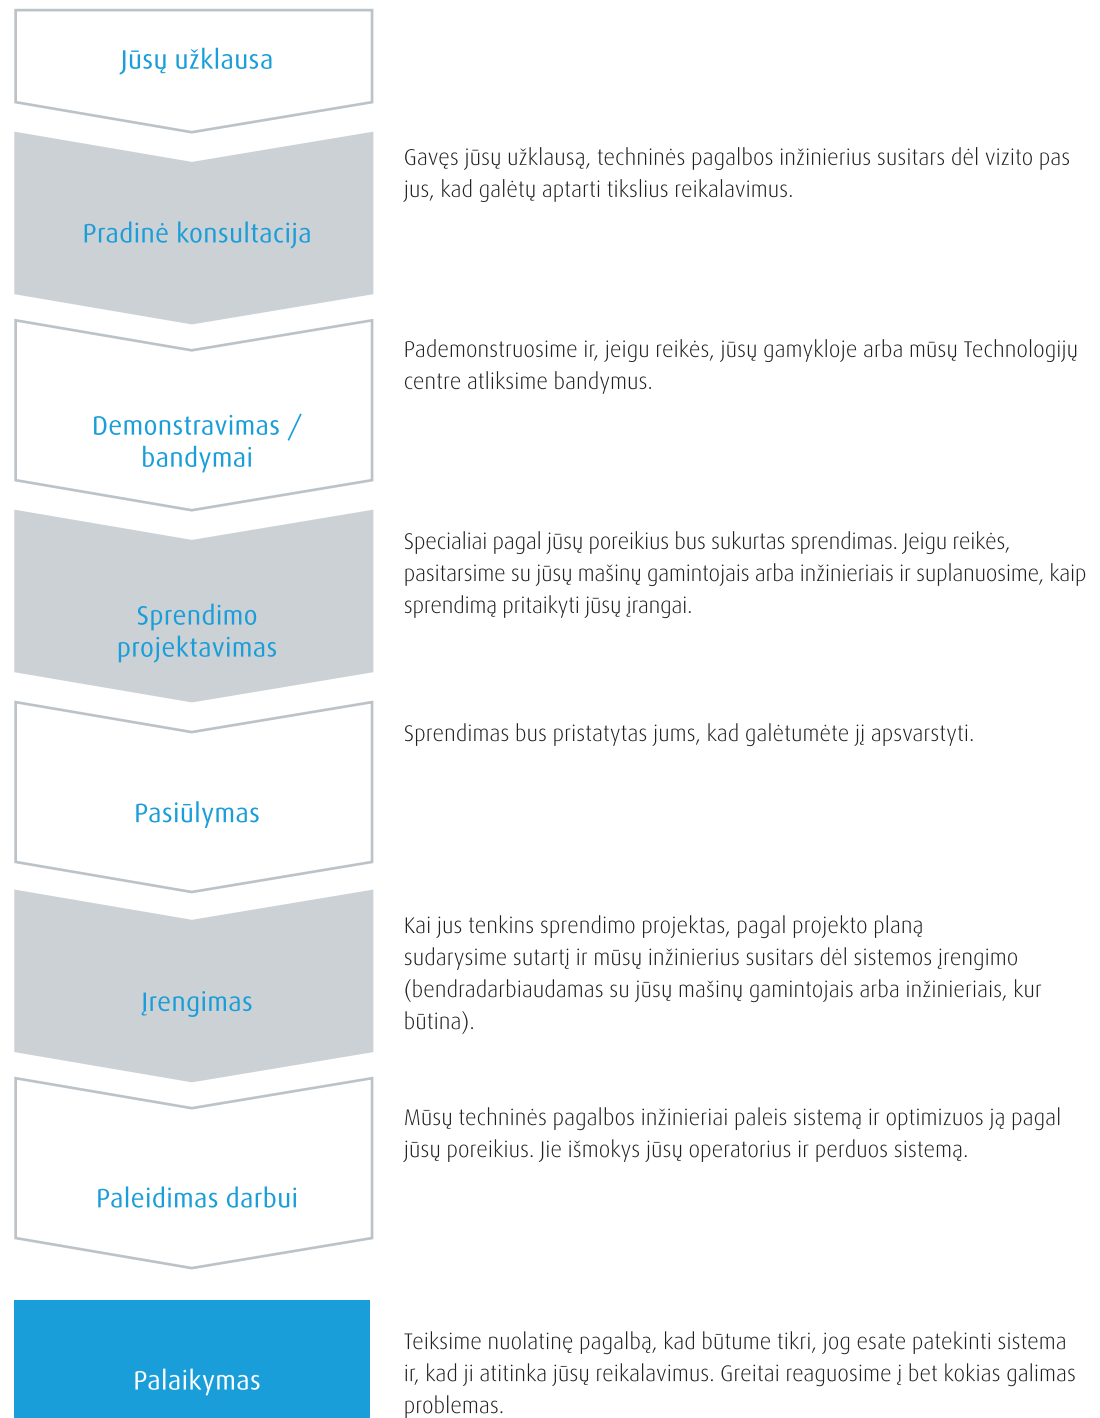 Jūsų užklausa
Pradinė konsultacija
Gavęs jūsų užklausą, techninės pagalbos inžinierius susitars dėl vizito pas
jus, kad galėtų aptarti tikslius reikalavimus.
Demonstravimas /
bandymai
Pademonstruosime ir, jeigu reikės, jūsų gamykloje arba mūsų Technologijų
centre atliksime bandymus.
Sprendimo
projektavimas
Specialiai pagal jūsų poreikius bus sukurtas sprendimas. Jeigu reikės,
pasitarsime su jūsų mašinų gamintojais arba inžinieriais ir suplanuosime, kaip
sprendimą pritaikyti jūsų įrangai.
Pasiūlymas
Sprendimas bus pristatytas jums, kad galėtumėte jį apsvarstyti.
Įrengimas
Kai jus tenkins sprendimo projektas, pagal projekto planą
sudarysime sutartį ir mūsų inžinierius susitars dėl sistemos įrengimo
(bendradarbiaudamas su jūsų mašinų gamintojais arba inžinieriais, kur
būtina).
Paleidimas darbui
Mūsų techninės pagalbos inžinieriai paleis sistemą ir optimizuos ją pagal
jūsų poreikius. Jie išmokys jūsų operatorius ir perduos sistemą.
Palaikymas
Teiksime nuolatinę pagalbą, kad būtume tikri, jog esate patekinti sistema
ir, kad ji atitinka jūsų reikalavimus. Greitai reaguosime į bet kokias galimas
problemas.